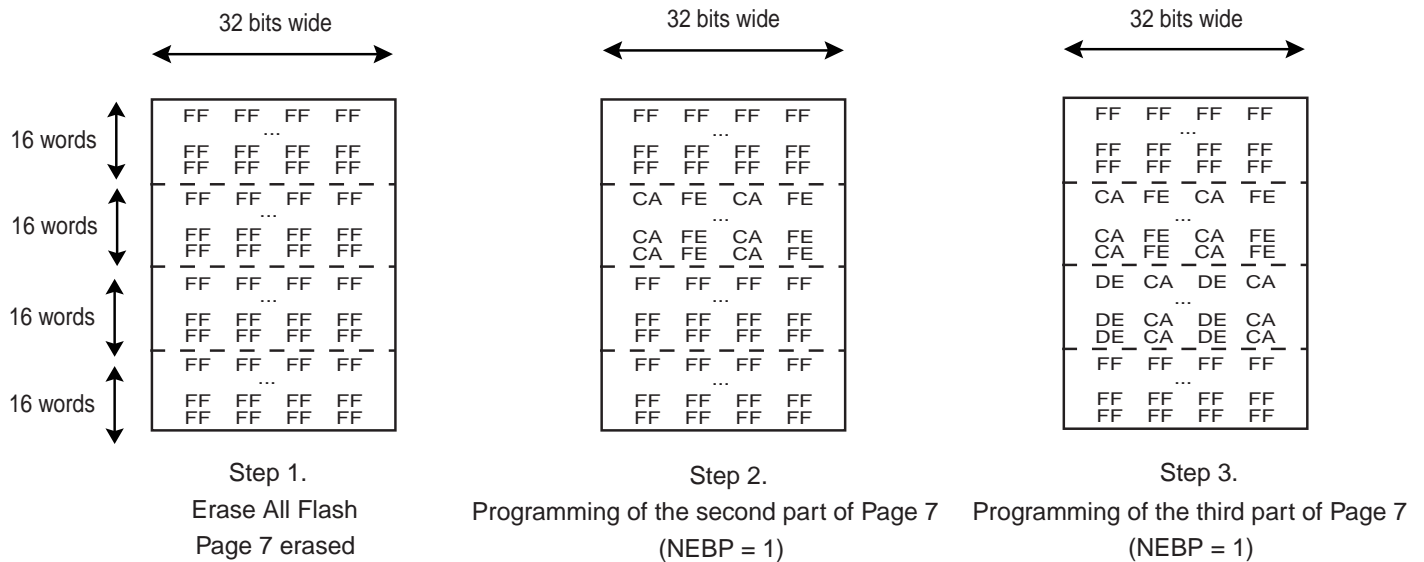 32 bits wide
32 bits wide
32 bits wide
16 words
FF FF FF FF
...
FF FF FF FF
FF FF FF FF
16 words
FF FF FF FF
...
FF FF FF FF
FF FF FF FF
16 words
FF FF FF FF
...
FF FF FF FF
FF FF FF FF
16 words
FF FF FF FF
...
FF FF FF FF
FF FF FF FF
Step 1.
Erase All Flash
Page 7 erased
FF FF FF FF
...
FF FF FF FF
FF FF FF FF
CA FE CA FE
...
CA FE CA FE
CA FE CA FE
FF FF FF FF
...
FF FF FF FF
FF FF FF FF
FF FF FF FF
...
FF FF FF FF
FF FF FF FF
Step 2.
Programming of the second part of Page 7
(NEBP = 1)
FF FF FF FF
...
FF FF FF FF
FF FF FF FF
CA FE CA FE
...
CA FE CA FE
CA FE CA FE
DE CA DE CA
...
DE CA DE CA
DE CA DE CA
FF FF FF FF
...
FF FF FF FF
FF FF FF FF
Step 3.
Programming of the third part of Page 7
(NEBP = 1)